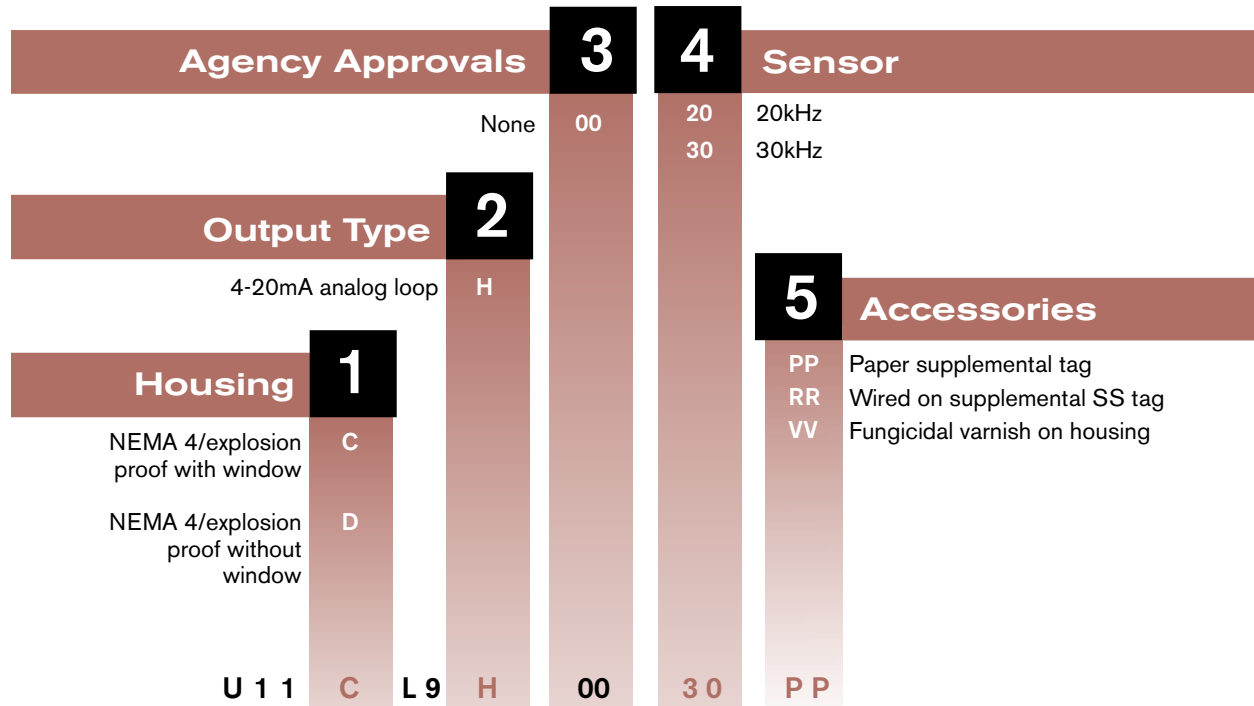 Agency Approvals 3
None 00
4 Sensor
20 20kHz
30 30kHz
Output Type 2
4-20mA analog loop H
5 Accessories
PP Paper supplemental tag
RR Wired on supplemental SS tag
VV Fungicidal varnish on housing
Housing 1
NEMA 4/explosion C
proof with window
NEMA 4/explosion D
proof without
window
U 1 1 C L 9 H 00 3 0 P P